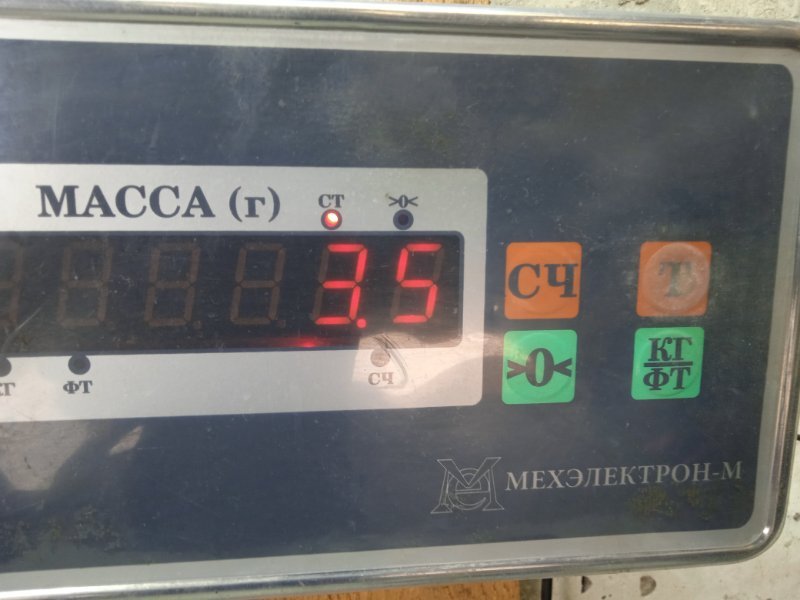 МАССА (г)
СТ >0<
3.5
ФТ СЧ
СЧ Т
>0< КГ
ФТ
МЕХЭЛЕКТРОН-М